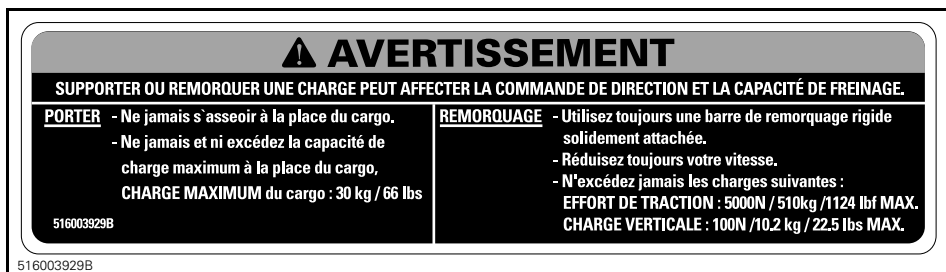 AVERTISSEMENT
SUPPORTER OU REMORQUER UNE CHARGE PEUT AFFECTER LA COMMANDE DE DIRECTION ET LA CAPACITÉ DE FREINAGE.
PORTER - Ne jamais s`asseoir à la place du cargo.
- Ne jamais et ni excédez la capacité de
charge maximum à la place du cargo,
CHARGE MAXIMUM du cargo : 30 kg / 66 lbs
516003929B
REMORQUAGE - Utilisez toujours une barre de remorquage rigide
solidement attachée.
- Réduisez toujours votre vitesse.
- N'excédez jamais les charges suivantes :
EFFORT DE TRACTION : 5000N / 510kg /1124 lbf MAX.
CHARGE VERTICALE : 100N /10.2 kg / 22.5 lbs MAX.
516003929B